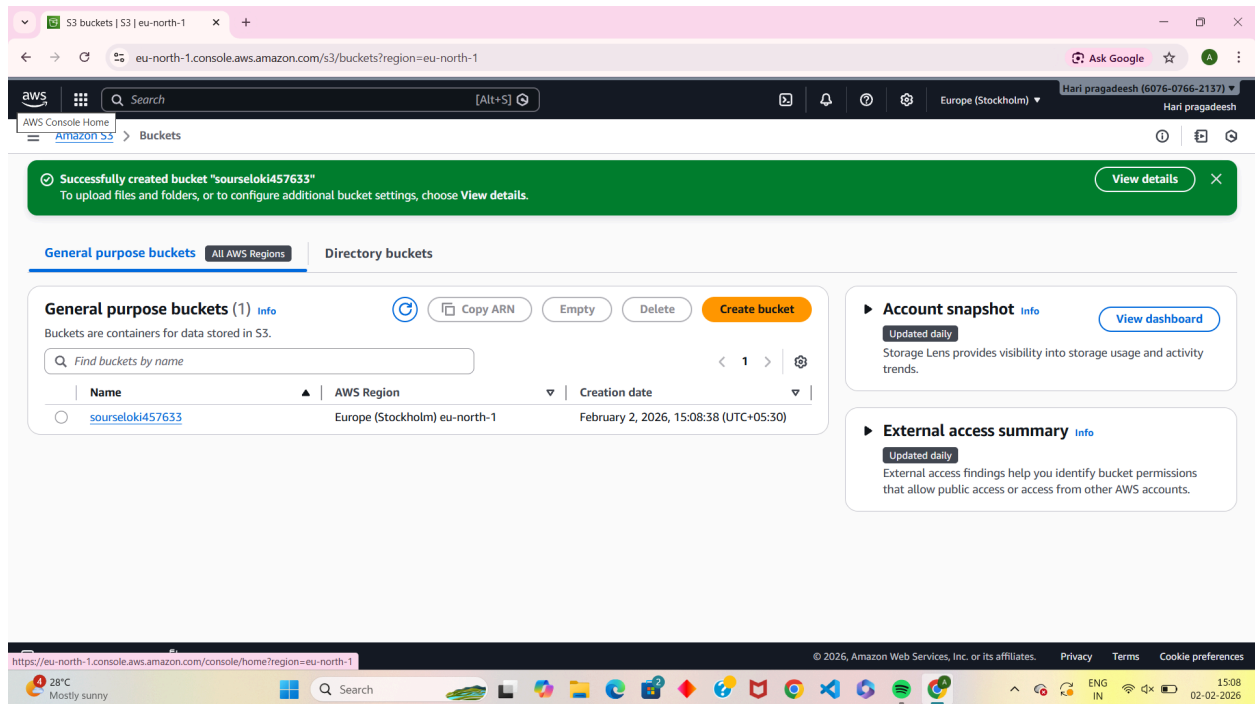 S3 buckets | S3 | eu-north-1
eu-north-1.console.aws.amazon.com/s3/buckets?region=eu-north-1
Ask Google
A
aws
Search
[Alt+S]
Europe (Stockholm)
Hari pragadeesh (6076-0766-2137)
Hari pragadeesh
AWS Console Home
Amazon S3
Buckets
Successfully created bucket "sourseloki457633"
To upload files and folders, or to configure additional bucket settings, choose View details.
View details
General purpose buckets
All AWS Regions
Directory buckets
General purpose buckets (1) Info
Copy ARN
Empty
Delete
Create bucket
Buckets are containers for data stored in S3.
Find buckets by name
1
Name
AWS Region
Creation date
sourseloki457633
Europe (Stockholm) eu-north-1
February 2, 2026, 15:08:38 (UTC+05:30)
Account snapshot Info
View dashboard
Updated daily
Storage Lens provides visibility into storage usage and activity
trends.
External access summary Info
Updated daily
External access findings help you identify bucket permissions
that allow public access or access from other AWS accounts.
https://eu-north-1.console.aws.amazon.com/console/home?region=eu-north-1
© 2026, Amazon Web Services, Inc. or its affiliates.
Privacy
Terms
Cookie preferences
4
28°C
Mostly sunny
Search
2
A
ENG
IN
15:08
02-02-2026